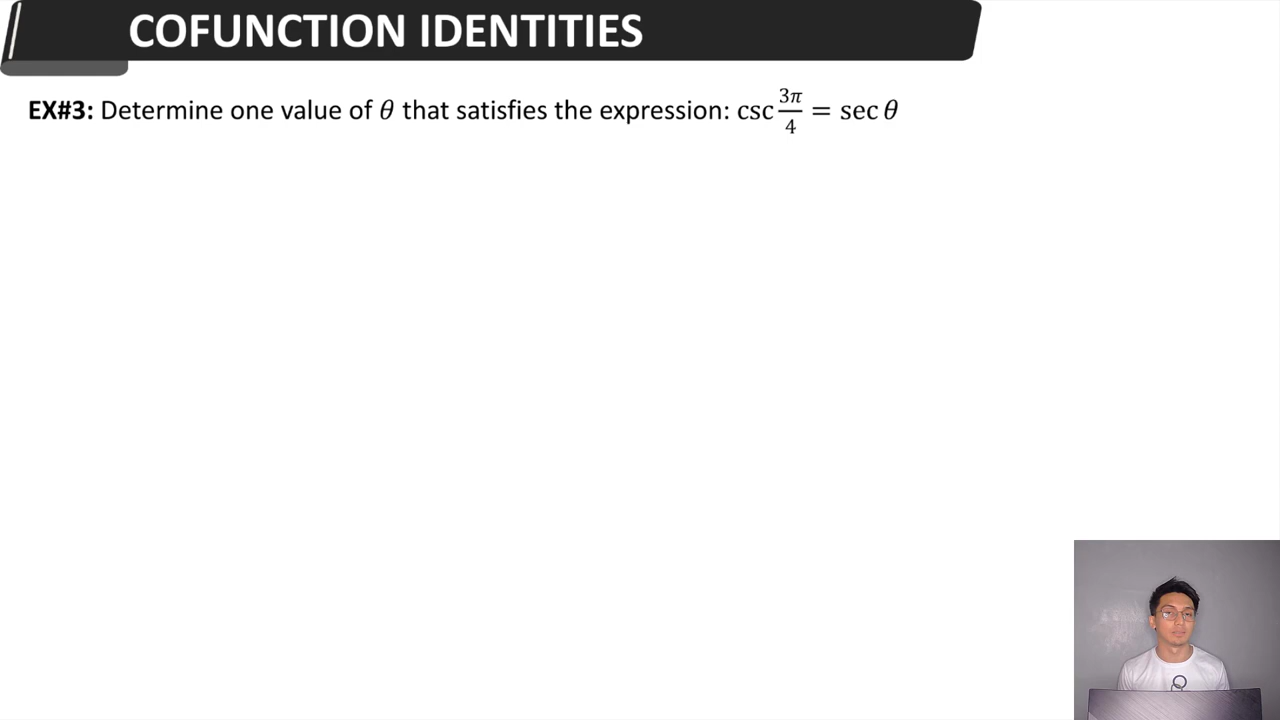 COFUNCTION IDENTITIES
EX#3: Determine one value of θ that satisfies the expression: csc 3π/4 = sec θ